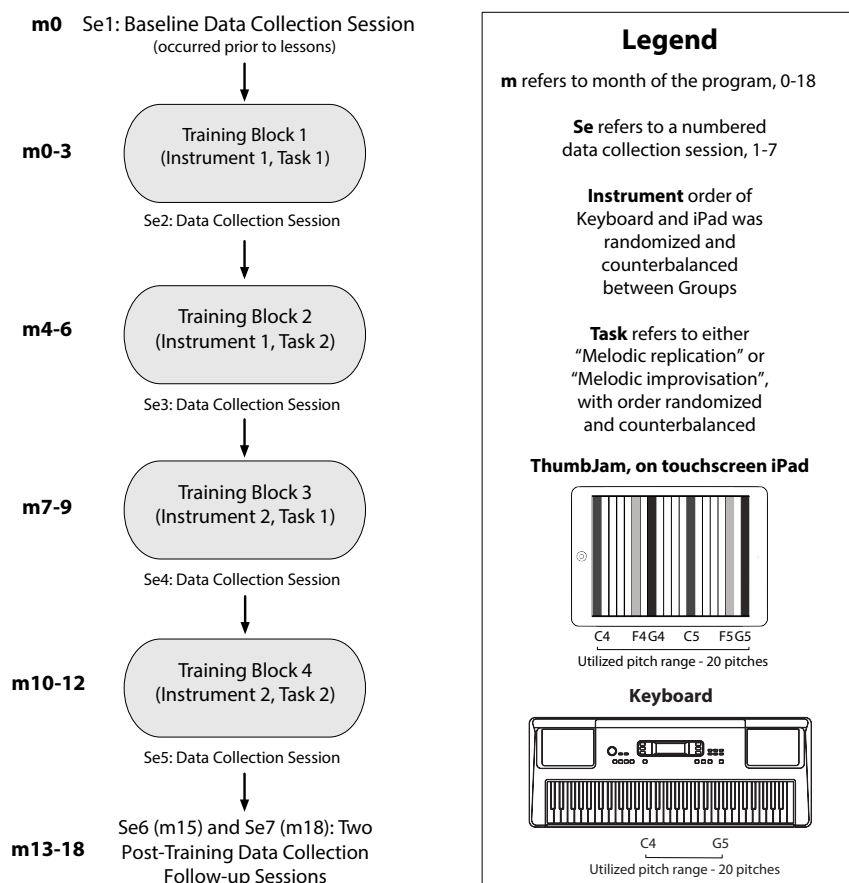 m0 Se1: Baseline Data Collection Session
(occurred prior to lessons)
m0-3
Training Block 1
(Instrument 1, Task 1)
Se2: Data Collection Session
m4-6
Training Block 2
(Instrument 1, Task 2)
Se3: Data Collection Session
m7-9
Training Block 3
(Instrument 2, Task 1)
Se4: Data Collection Session
m10-12
Training Block 4
(Instrument 2, Task 2)
Se5: Data Collection Session
m13-18
Se6 (m15) and Se7 (m18): Two
Post-Training Data Collection
Follow-up Sessions
Legend
m refers to month of the program, 0-18
Se refers to a numbered
data collection session, 1-7
Instrument order of
Keyboard and iPad was
randomized and
counterbalanced
between Groups
Task refers to either
“Melodic replication” or
“Melodic improvisation”,
with order randomized
and counterbalanced
ThumbJam, on touchscreen iPad
C4 F4 G4 C5 F5 G5
Utilized pitch range - 20 pitches
Keyboard
C4 G5
Utilized pitch range - 20 pitches